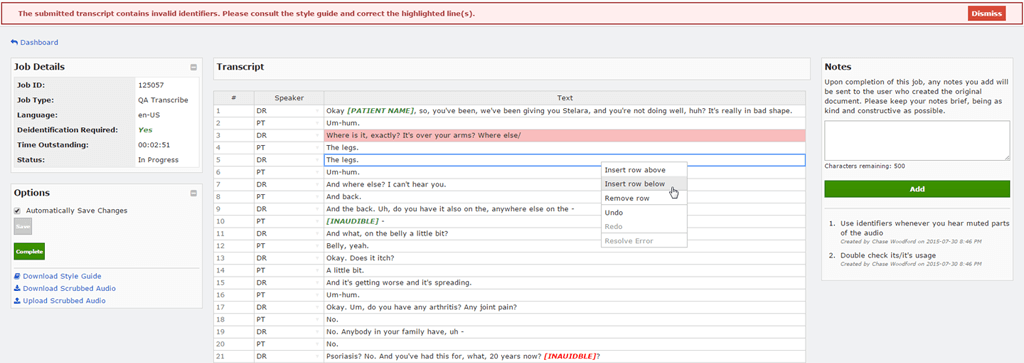 The submitted transcript contains invalid identifiers. Please consult the style guide and correct the highlighted line(s).
Dismiss
Dashboard
Job Details
Job ID: 125057
Job Type: QA Transcribe
Language: en-US
Deidentification Required: Yes
Time Outstanding: 00:02:51
Status: In Progress
Options
Automatically Save Changes
Save
Complete
Download Style Guide
Download Scrubbed Audio
Upload Scrubbed Audio
Transcript
# Speaker Text
1 DR Okay [PATIENT NAME], so, you've been, we've been giving you Stelara, and you're not doing well, huh? It's really in bad shape.
2 PT Um-hum.
3 DR Where is it, exactly? It's over your arms? Where else/
4 PT The legs.
5 DR The legs.
6 PT Um-hum.
7 DR And where else? I can't hear you.
8 PT And back.
9 DR And the back. Uh, do you have it also on the, anywhere else on the -
10 PT [INAUDIBLE] -
11 DR And what, on the belly a little bit?
12 PT Belly, yeah.
13 DR Okay. Does it itch?
14 PT A little bit.
15 DR And it's getting worse and it's spreading.
16 PT Um-hum.
17 DR Okay. Um, do you have any arthritis? Any joint pain?
18 PT No.
19 DR No. Anybody in your family have, uh -
20 PT No.
21 DR Psoriasis? No. And you've had this for, what, 20 years now? [INAUIDBLE]?
Insert row above
Insert row below
Remove row
Undo
Redo
Resolve Error
Notes
Upon completion of this job, any notes you add will
be sent to the user who created the original
document. Please keep your notes brief, being as
kind and constructive as possible.
Characters remaining: 500
Add
1. Use identifiers whenever you hear muted parts
of the audio
Created by Chase Woodford on 2015-07-30 8:46 PM
2. Double check its/it's usage
Created by Chase Woodford on 2015-07-30 8:46 PM